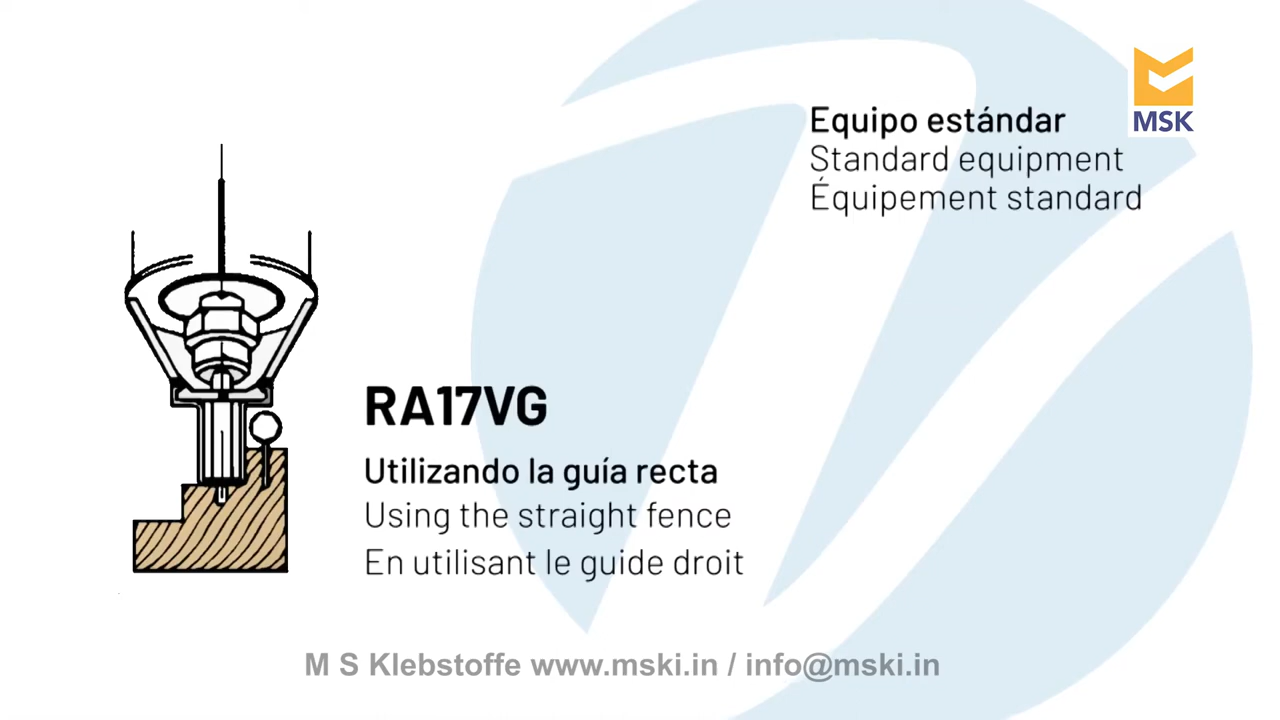 MSK
Equipo estándar
Standard equipment
Équipement standard
RA17VG
Utilizando la guía recta
Using the straight fence
En utilisant le guide droit
M S Klebstoffe www.mski.in / info@mski.in